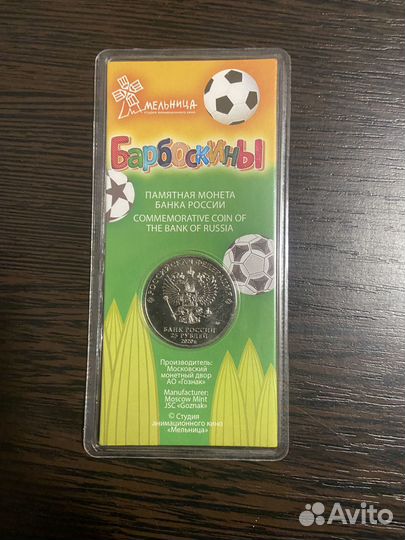 МЕЛЬНИЦА
студия анимационного кино
Барбоскины
ПАМЯТНАЯ МОНЕТА
БАНКА РОССИИ
COMMEMORATIVE COIN OF
THE BANK OF RUSSIA
РОССИЙСКАЯ ФЕДЕРАЦИЯ
БАНК РОССИИ
25 РУБЛЕЙ
2020 г.
Производитель:
Московский
монетный двор
АО «Гознак»
Manufacturer:
Moscow Mint
JSC «Goznak»
© Студия
анимационного кино
«Мельница»
Avito